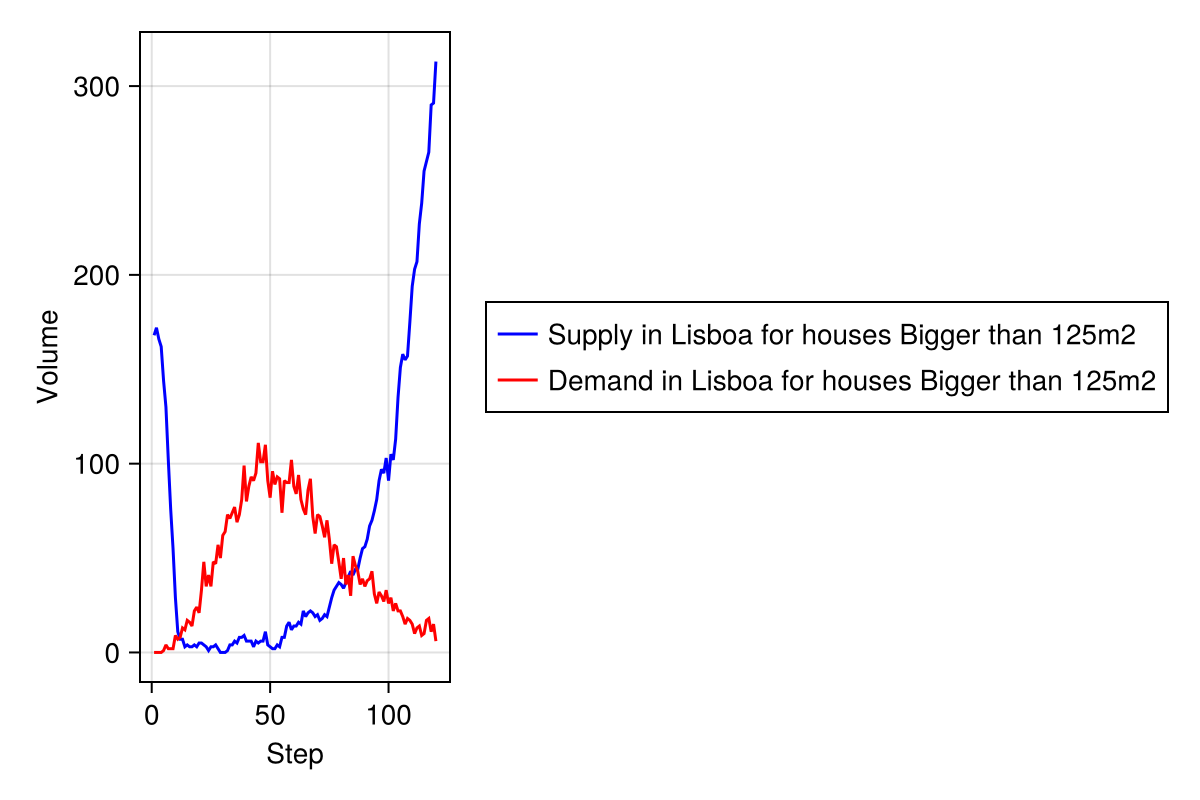 300
200
100
0
Volume
0 50 100
Step
Supply in Lisboa for houses Bigger than 125m2
Demand in Lisboa for houses Bigger than 125m2